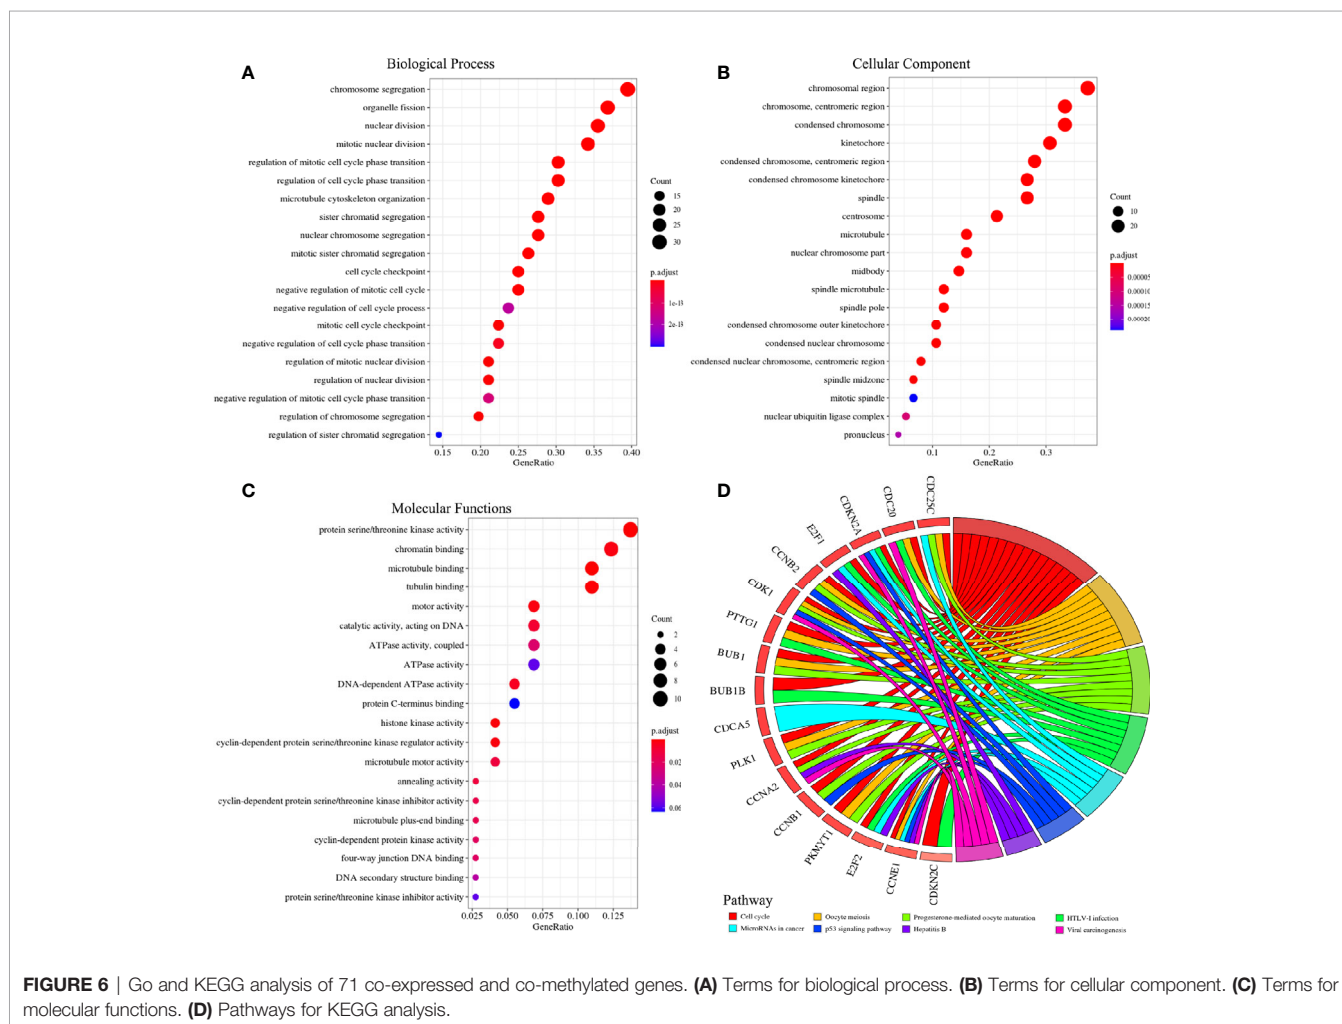 A
Biological Process
chromosome segregation
organelle fission
nuclear division
mitotic nuclear division
regulation of mitotic cell cycle phase transition
regulation of cell cycle phase transition
microtubule cytoskeleton organization
sister chromatid segregation
nuclear chromosome segregation
mitotic sister chromatid segregation
cell cycle checkpoint
negative regulation of mitotic cell cycle
negative regulation of cell cycle process
mitotic cell cycle checkpoint
negative regulation of cell cycle phase transition
regulation of mitotic nuclear division
regulation of nuclear division
negative regulation of mitotic cell cycle phase transition
regulation of chromosome segregation
regulation of sister chromatid segregation
0.15 0.20 0.25 0.30 0.35 0.40
GeneRatio
Count
15
20
25
30
p.adjust
1e-13
2e-13
B
Cellular Component
chromosomal region
chromosome, centromeric region
condensed chromosome
kinetochore
condensed chromosome, centromeric region
condensed chromosome kinetochore
spindle
centrosome
microtubule
nuclear chromosome part
midbody
spindle microtubule
spindle pole
condensed chromosome outer kinetochore
condensed nuclear chromosome
condensed nuclear chromosome, centromeric region
spindle midzone
mitotic spindle
nuclear ubiquitin ligase complex
pronucleus
0.1 0.2 0.3
GeneRatio
Count
10
20
p.adjust
0.00005
0.00010
0.00015
0.00020
C
Molecular Functions
protein serine/threonine kinase activity
chromatin binding
microtubule binding
tubulin binding
motor activity
catalytic activity, acting on DNA
ATPase activity, coupled
ATPase activity
DNA-dependent ATPase activity
protein C-terminus binding
histone kinase activity
cyclin-dependent protein serine/threonine kinase regulator activity
microtubule motor activity
annealing activity
cyclin-dependent protein serine/threonine kinase inhibitor activity
microtubule plus-end binding
cyclin-dependent protein kinase activity
four-way junction DNA binding
DNA secondary structure binding
protein serine/threonine kinase inhibitor activity
0.025 0.050 0.075 0.100 0.125
GeneRatio
Count
2
4
6
8
10
p.adjust
0.02
0.04
0.06
D
CDC25C
CDC20
CDKN2A
E2F1
CCNB2
CDK1
PTTG1
BUB1
BUB1B
CDCA5
PLK1
CCNA2
CCNB1
PKMYT1
E2F2
CCNE1
CDKN2C
Pathway
Cell cycle Oocyte meiosis Progesterone-mediated oocyte maturation HTLV-I infection
MicroRNAs in cancer p53 signaling pathway Hepatitis B Viral carcinogenesis
FIGURE 6 | Go and KEGG analysis of 71 co-expressed and co-methylated genes. (A) Terms for biological process. (B) Terms for cellular component. (C) Terms for
molecular functions. (D) Pathways for KEGG analysis.